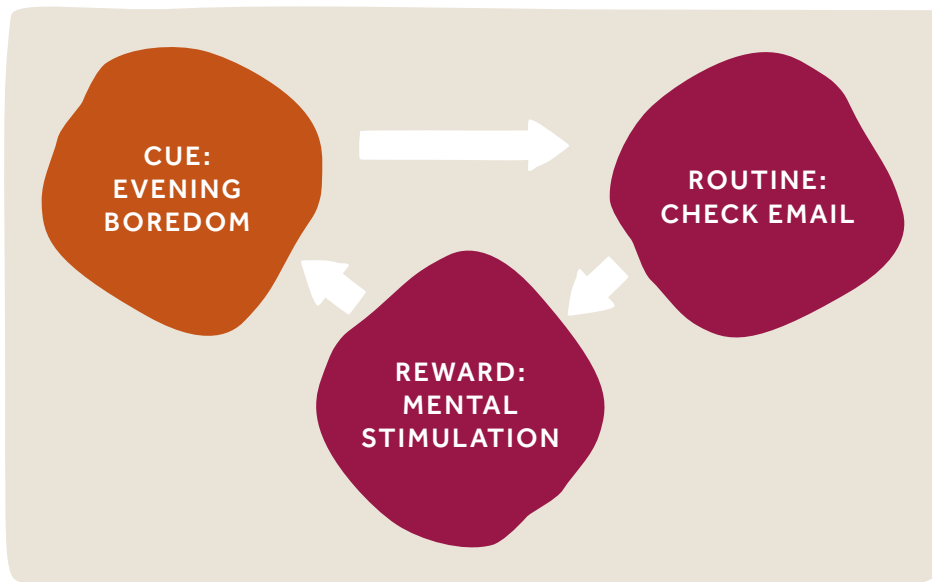 CUE:
EVENING
BOREDOM
ROUTINE:
CHECK EMAIL
REWARD:
MENTAL
STIMULATION